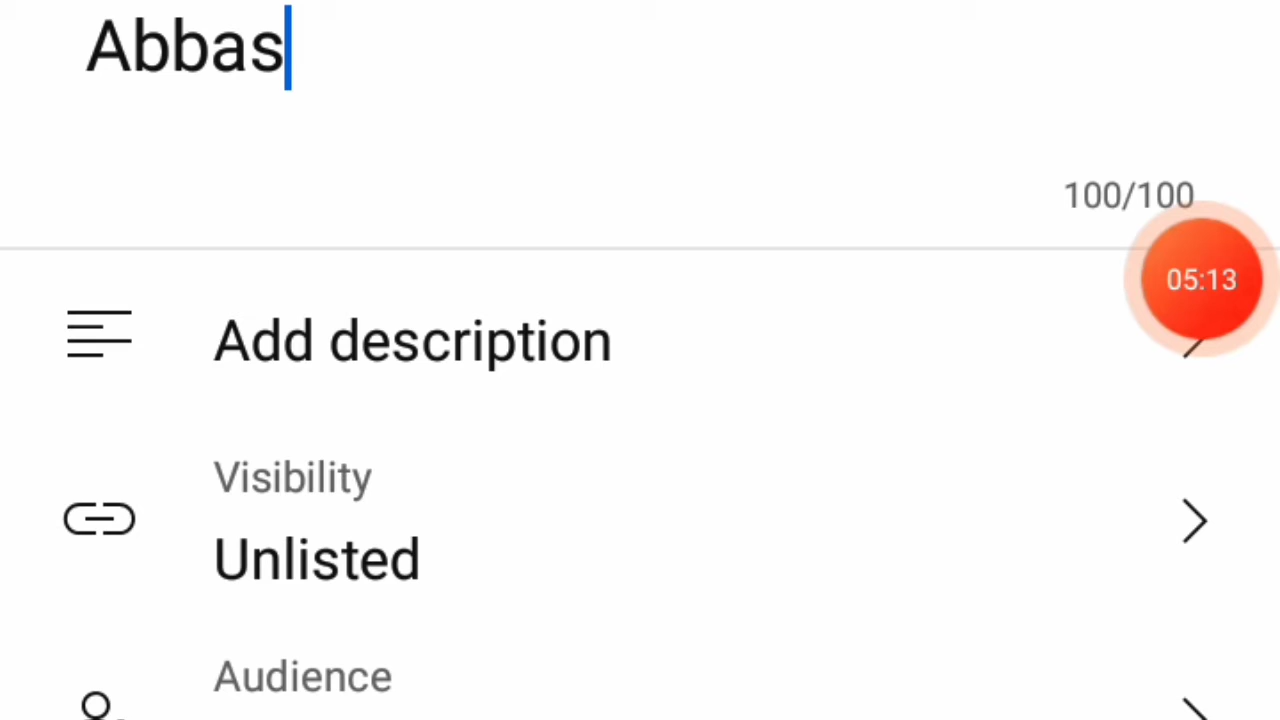 Abbas
100/100
05:13
Add description
Visibility
Unlisted
Audience